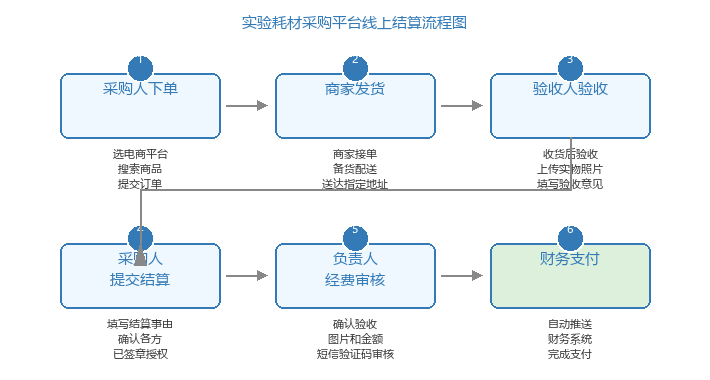 实验耗材采购平台线上结算流程图
1
采购人下单
选电商平台
搜索商品
提交订单
2
商家发货
商家接单
备货配送
送达指定地址
3
验收人验收
收货后验收
上传实物照片
填写验收意见
4
采购人
提交结算
填写结算事由
确认各方
已签章授权
5
负责人
经费审核
确认验收
图片和金额
短信验证码审核
6
财务支付
自动推送
财务系统
完成支付